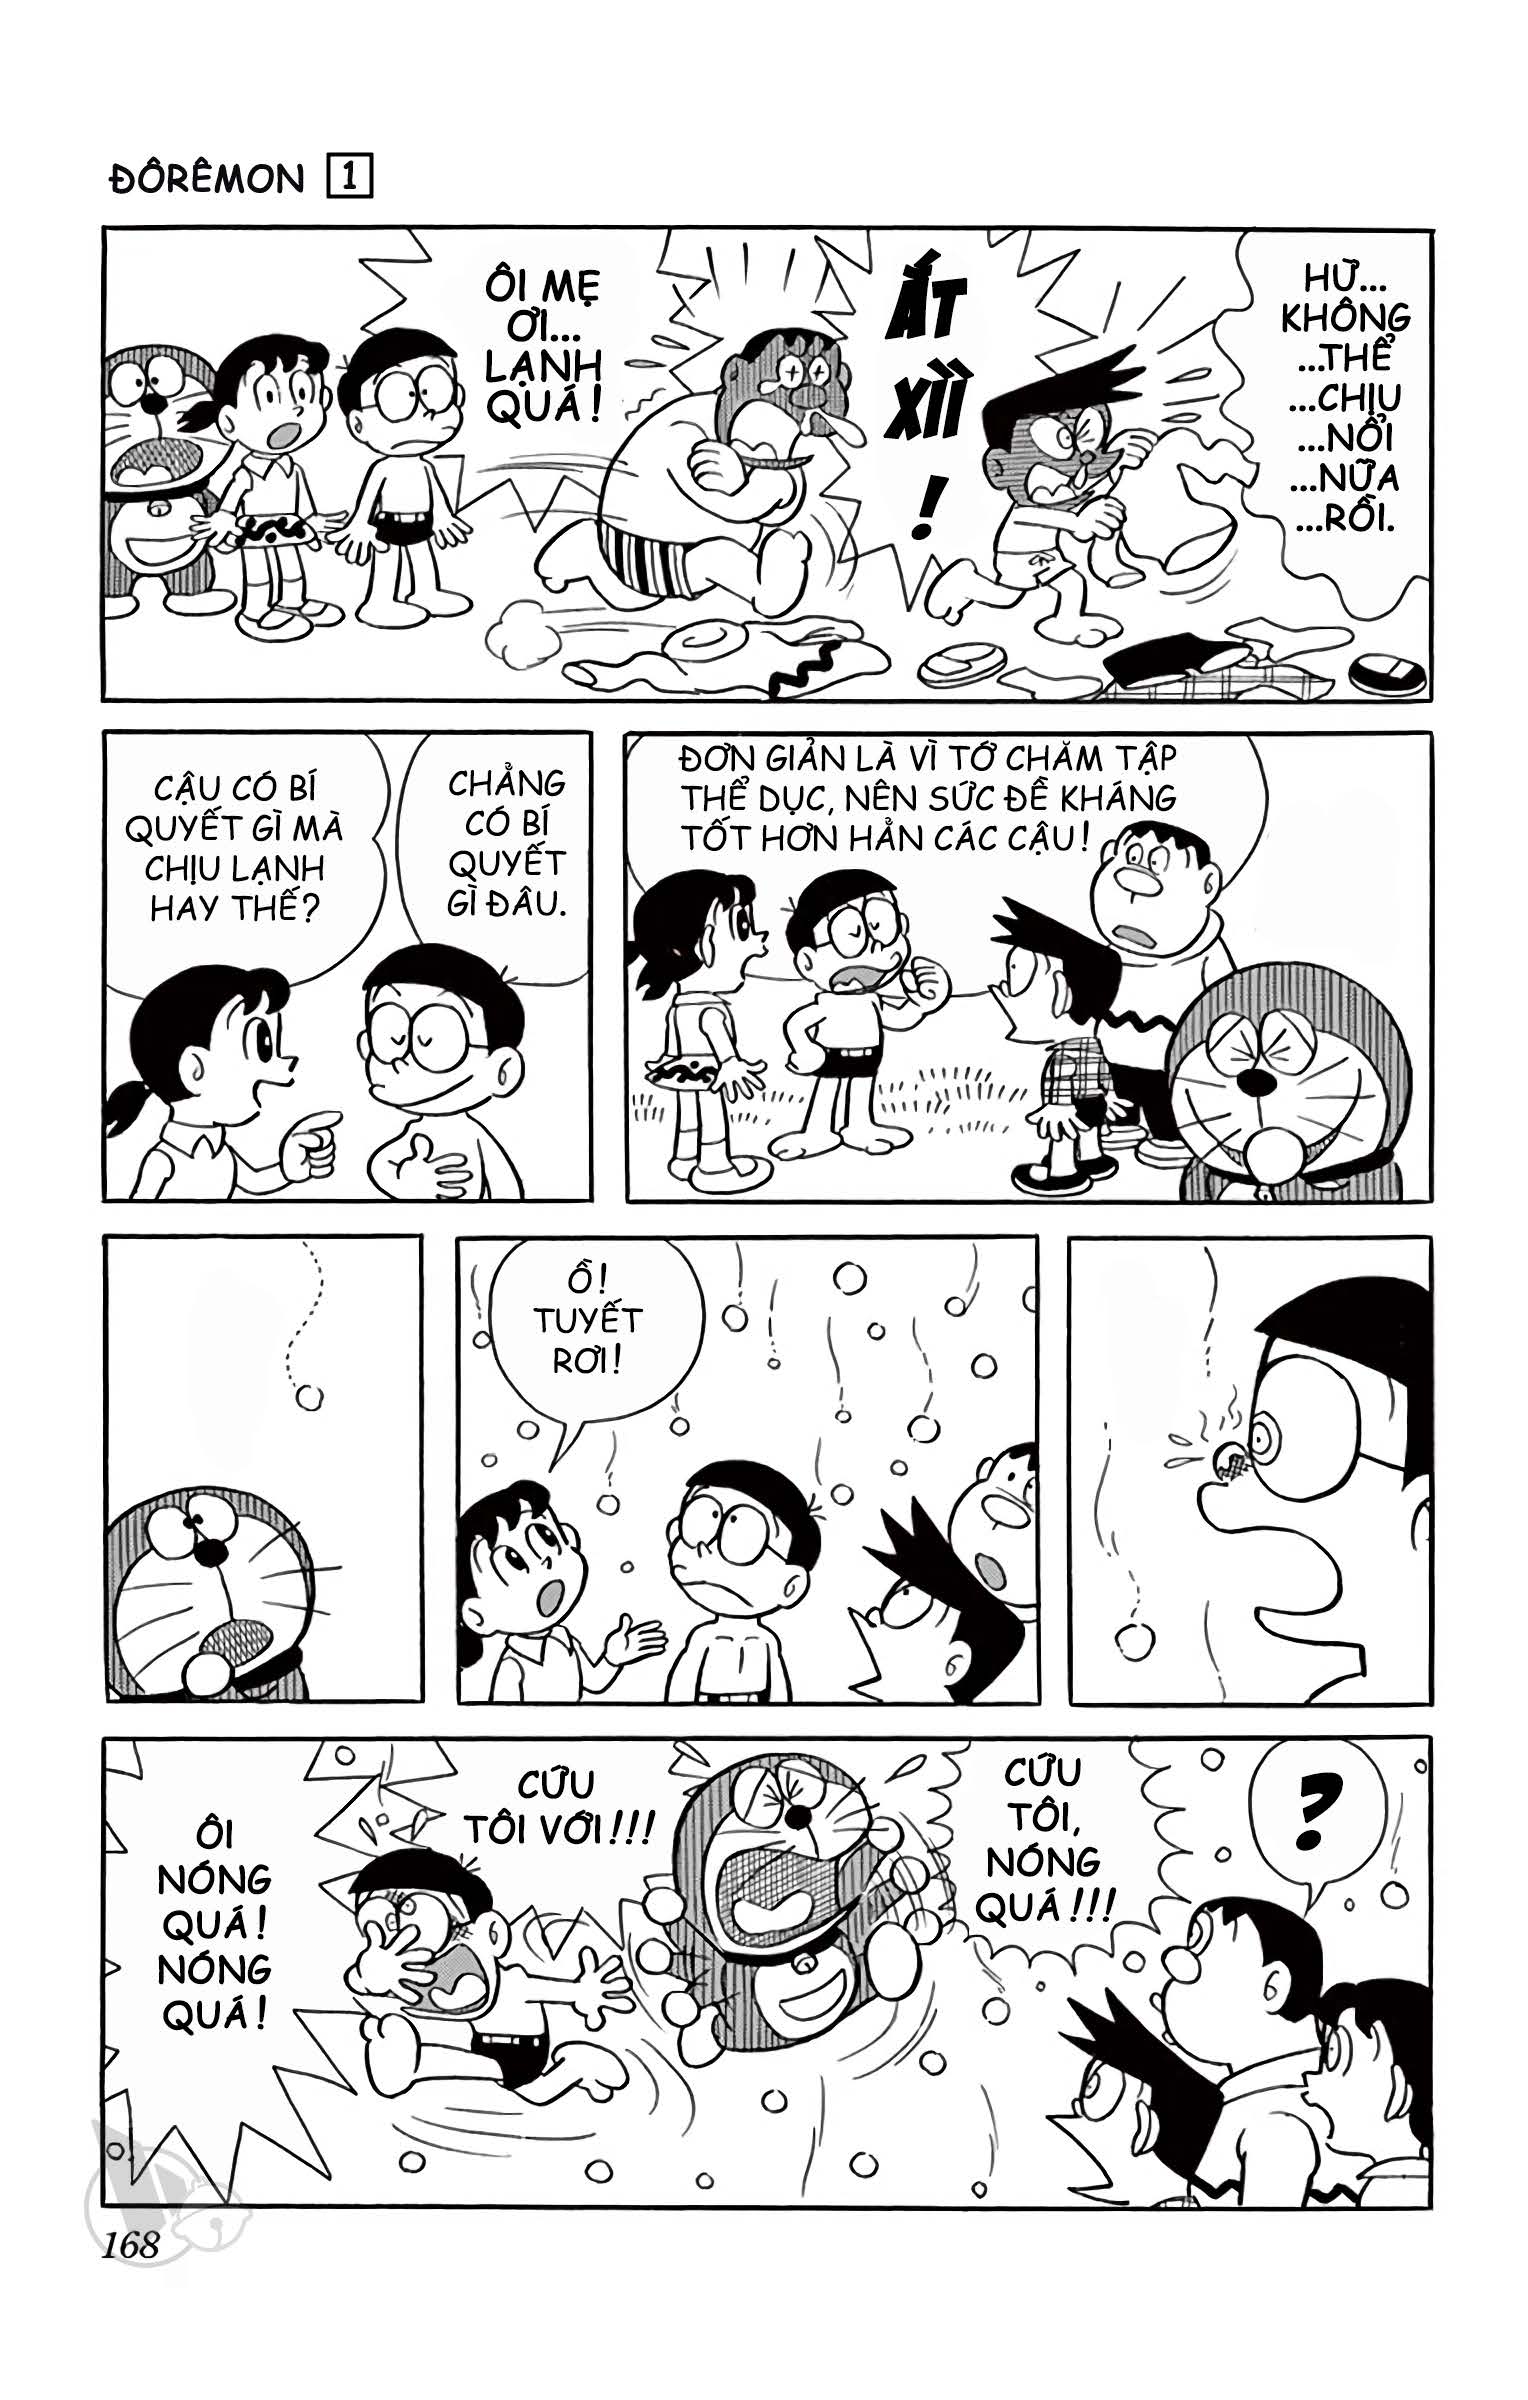 ĐÔRÊMON 1
ÔI MẸ
ƠI...
LẠNH
QUÁ!
ẮT
XÌÌ
!
HỪ...
KHÔNG
...THỂ
...CHỊU
...NỔI
...NỮA
...RỒI.
CẬU CÓ BÍ
QUYẾT GÌ MÀ
CHỊU LẠNH
HAY THẾ?
CHẲNG
CÓ BÍ
QUYẾT
GÌ ĐÂU.
ĐƠN GIẢN LÀ VÌ TỚ CHĂM TẬP
THỂ DỤC, NÊN SỨC ĐỀ KHÁNG
TỐT HƠN HẲN CÁC CẬU!
Ồ!
TUYẾT
RƠI!
ÔI
NÓNG
QUÁ!
NÓNG
QUÁ!
CỨU
TÔI VỚI!!!
CỨU
TÔI,
NÓNG
QUÁ!!!
?
168